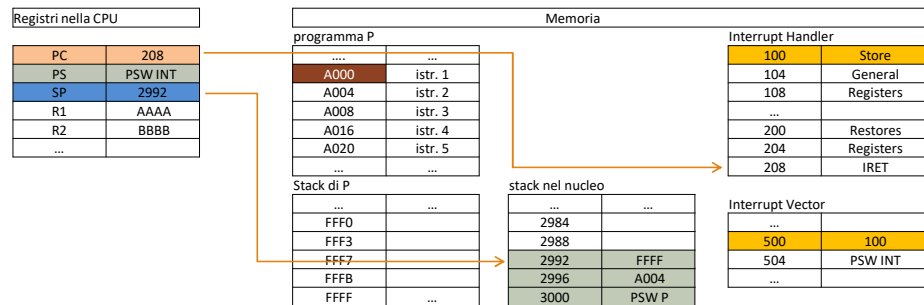 Registri nella CPU
Memoria
programma P
Interrupt Handler
PC 208
.... ...
100 Store
PS PSW INT
A000 istr. 1
104 General
SP 2992
A004 istr. 2
108 Registers
R1 AAAA
A008 istr. 3
...
R2 BBBB
A016 istr. 4
200 Restores
...
A020 istr. 5
204 Registers
... ...
208 IRET
Stack di P
stack nel nucleo
... ...
... ...
Interrupt Vector
FFF0
2984
...
FFF3
2988
500 100
FFF7
2992 FFFF
504 PSW INT
FFFB
2996 A004
...
FFFF ...
3000 PSW P